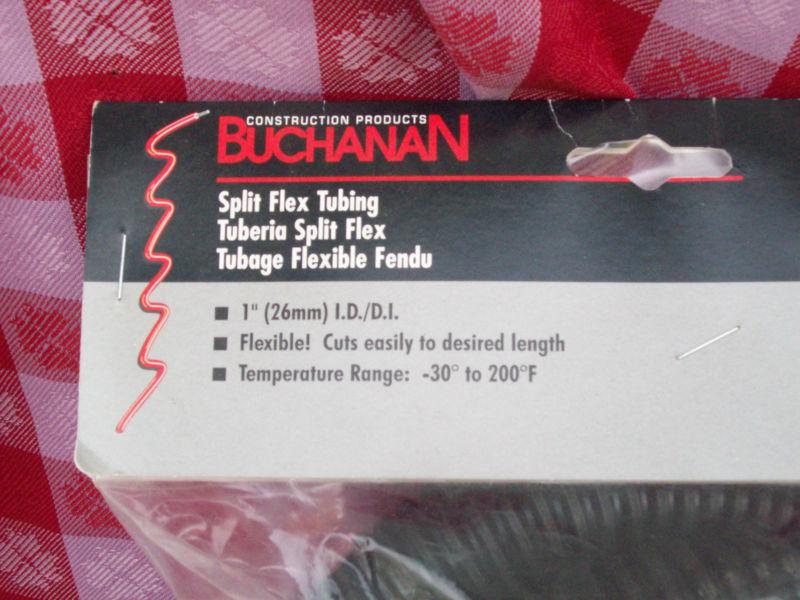 CONSTRUCTION PRODUCTS
BUCHANAN
Split Flex Tubing
Tuberia Split Flex
Tubage Flexible Fendu
■ 1" (26mm) I.D./D.I.
■ Flexible! Cuts easily to desired length
■ Temperature Range: -30° to 200°F